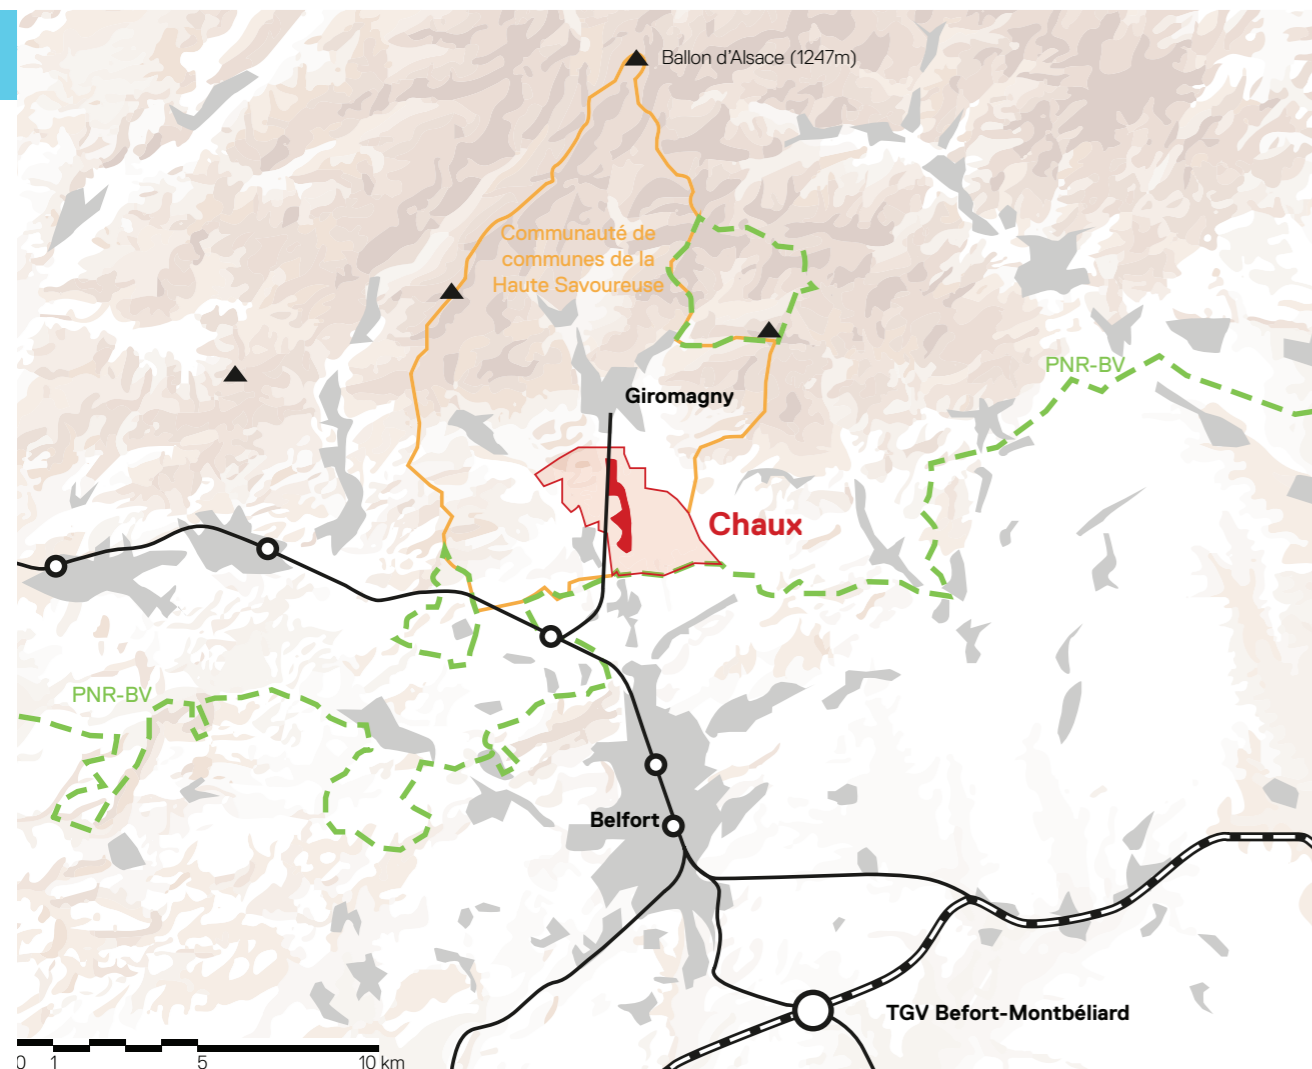 Ballon d'Alsace (1247m)
Communauté de
communes de la
Haute Savoureuse
PNR-BV
Giromagny
Chaux
PNR-BV
Belfort
TGV Befort-Montbéliard
0 1 5 10 km